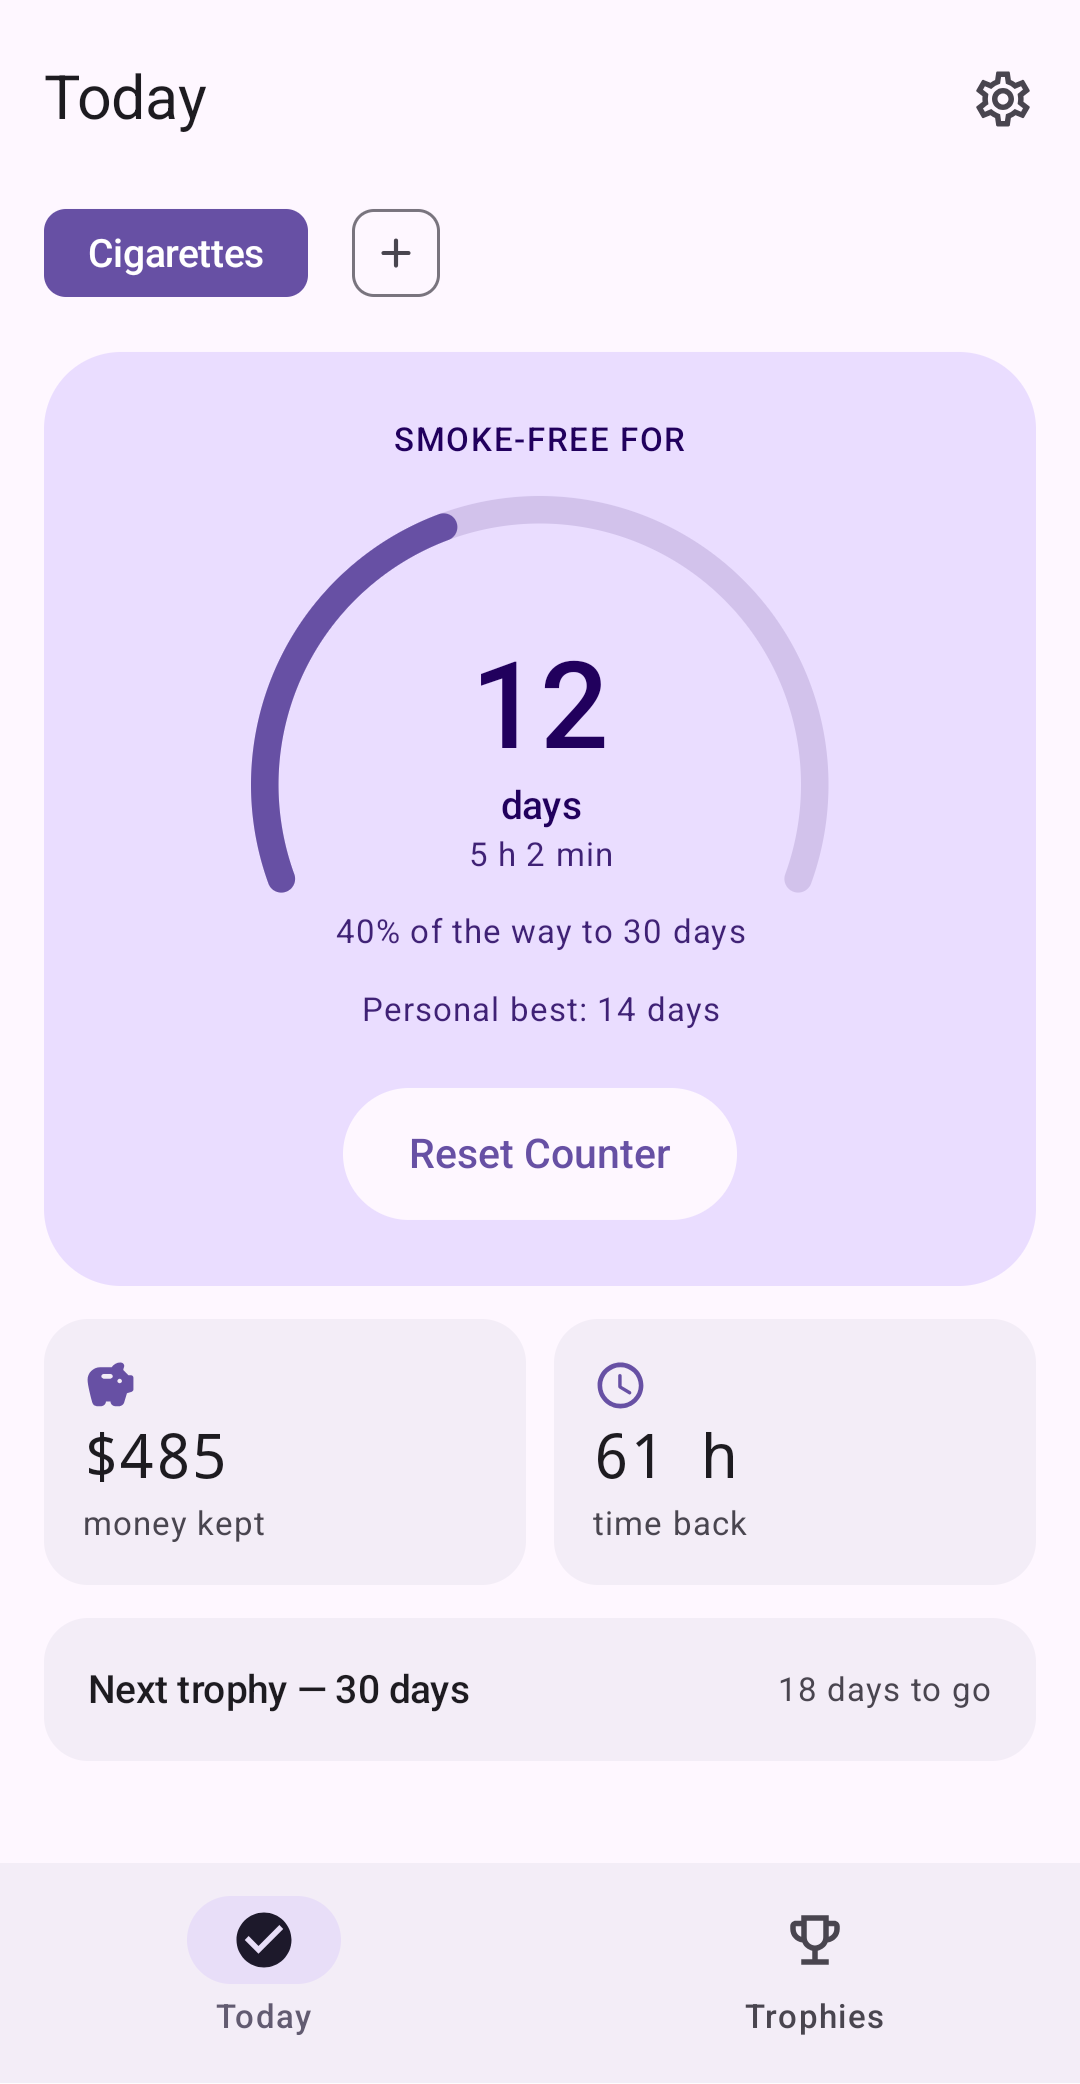 Today
Cigarettes
+
SMOKE-FREE FOR
12
days
5 h 2 min
40% of the way to 30 days
Personal best: 14 days
Reset Counter
$485
money kept
61 h
time back
Next trophy — 30 days
18 days to go
Today
Trophies